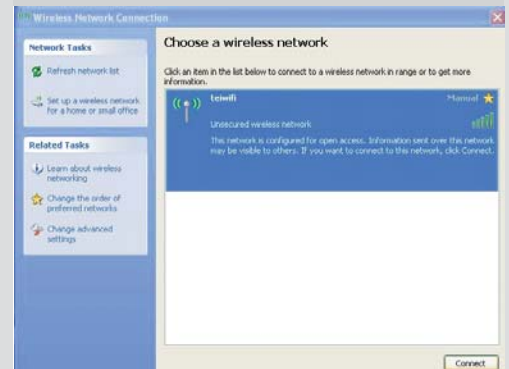 Wireless Network Connection
Network Tasks
Refresh network list
Set up a wireless network
for a home or small office
Related Tasks
Learn about wireless
networking
Change the order of
preferred networks
Change advanced
settings
Choose a wireless network
Click an item in the list below to connect to a wireless network in range or to get more
information.
teiwifi
Manual
Unsecured wireless network
This network is configured for open access. Information sent over this network
may be visible to others. If you want to connect to this network, click Connect.
Connect